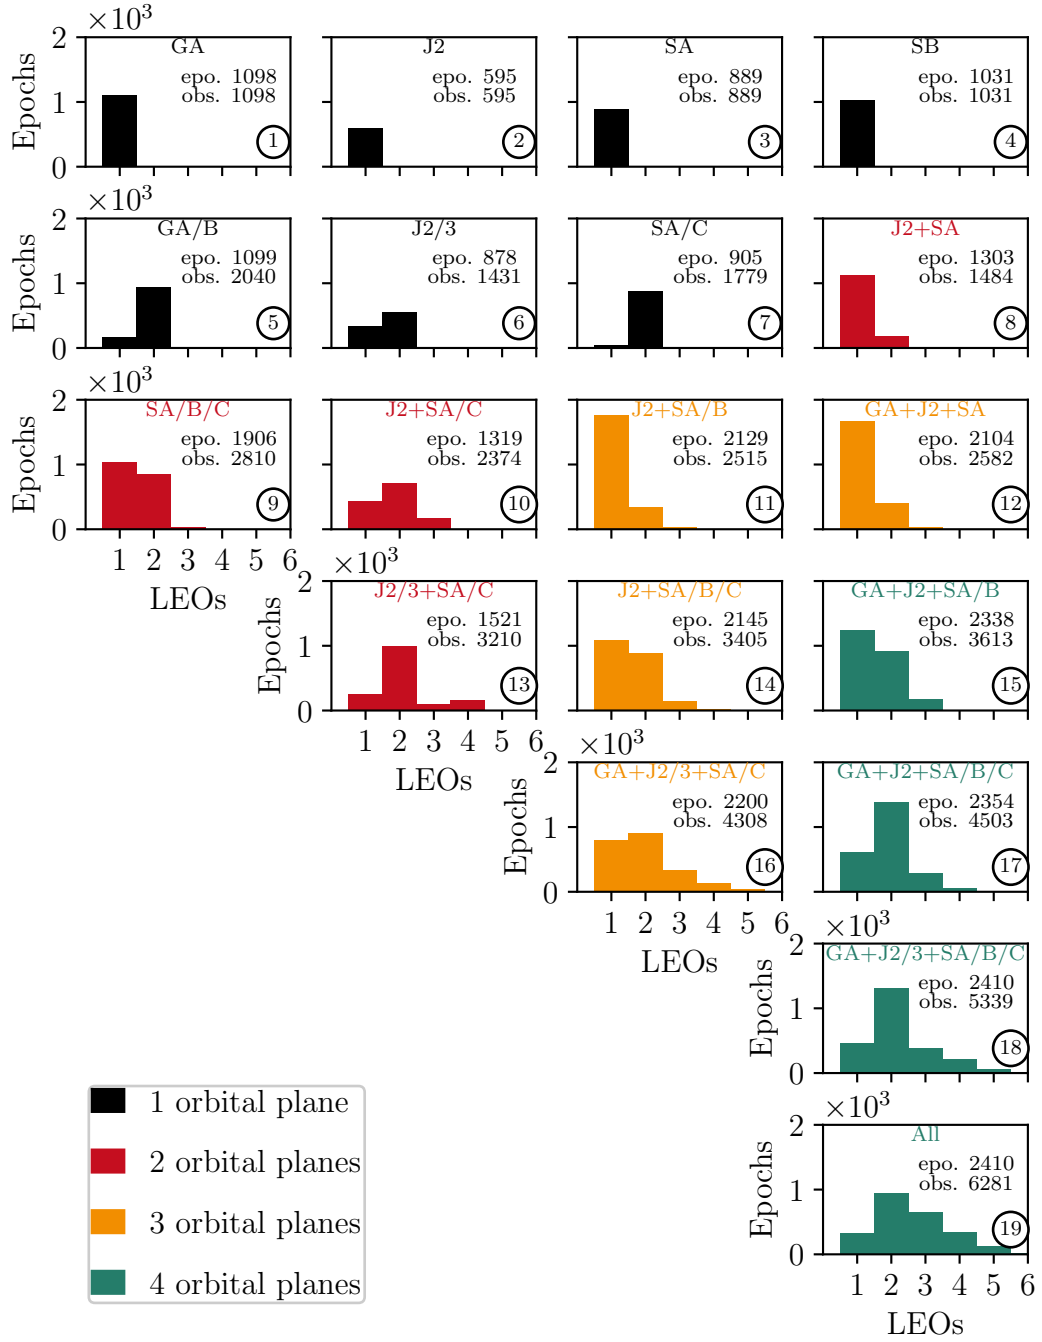 ×10³
2
1
0
Epochs
GA
epo. 1098
obs. 1098
1
J2
epo. 595
obs. 595
2
SA
epo. 889
obs. 889
3
SB
epo. 1031
obs. 1031
4
×10³
2
1
0
Epochs
GA/B
epo. 1099
obs. 2040
5
J2/3
epo. 878
obs. 1431
6
SA/C
epo. 905
obs. 1779
7
J2+SA
epo. 1303
obs. 1484
8
×10³
2
1
0
Epochs
SA/B/C
epo. 1906
obs. 2810
9
1 2 3 4 5 6
LEOs
J2+SA/C
epo. 1319
obs. 2374
10
J2+SA/B
epo. 2129
obs. 2515
11
GA+J2+SA
epo. 2104
obs. 2582
12
×10³
2
1
0
Epochs
J2/3+SA/C
epo. 1521
obs. 3210
13
1 2 3 4 5 6
LEOs
J2+SA/B/C
epo. 2145
obs. 3405
14
GA+J2+SA/B
epo. 2338
obs. 3613
15
×10³
2
1
0
Epochs
GA+J2/3+SA/C
epo. 2200
obs. 4308
16
1 2 3 4 5 6
LEOs
GA+J2+SA/B/C
epo. 2354
obs. 4503
17
×10³
2
1
0
Epochs
GA+J2/3+SA/B/C
epo. 2410
obs. 5339
18
×10³
2
1
0
Epochs
All
epo. 2410
obs. 6281
19
1 2 3 4 5 6
LEOs
1 orbital plane
2 orbital planes
3 orbital planes
4 orbital planes